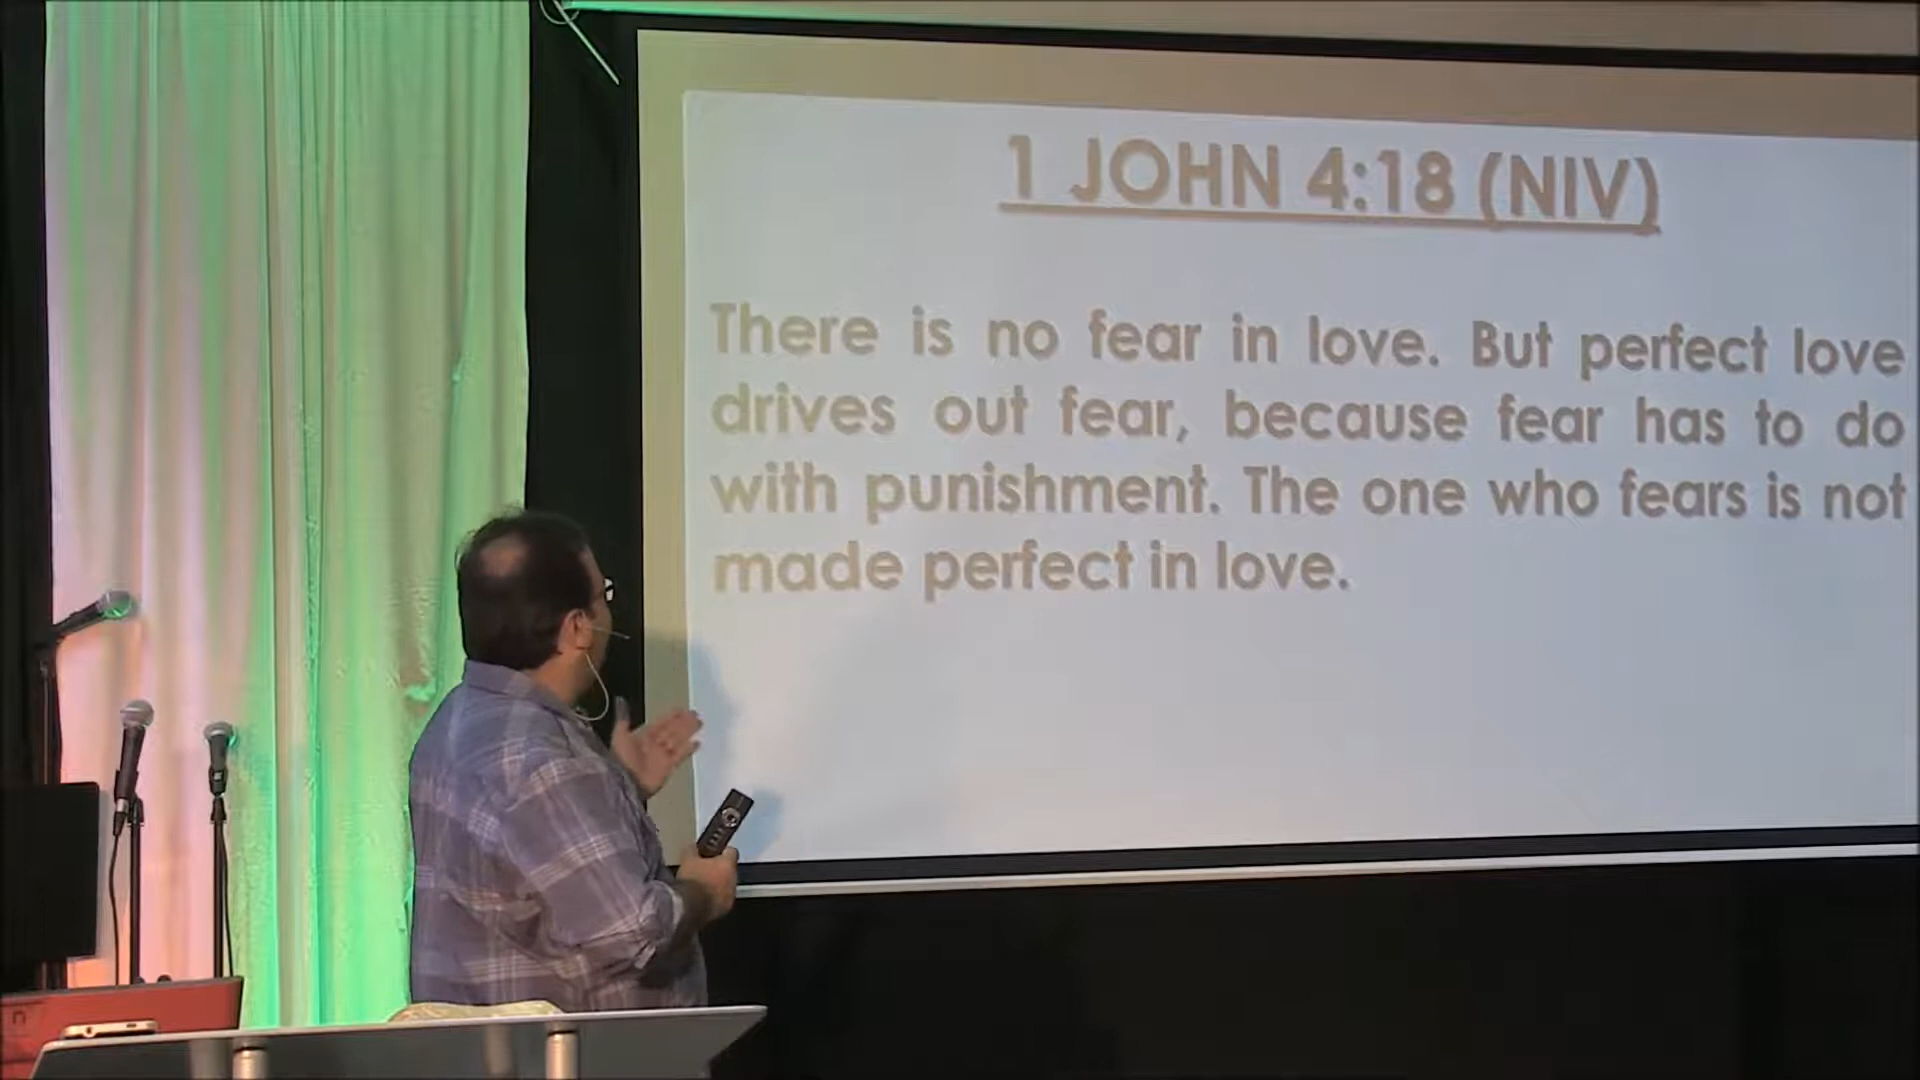 1 JOHN 4:18 (NIV)
There is no fear in love. But perfect love
drives out fear, because fear has to do
with punishment. The one who fears is not
made perfect in love.